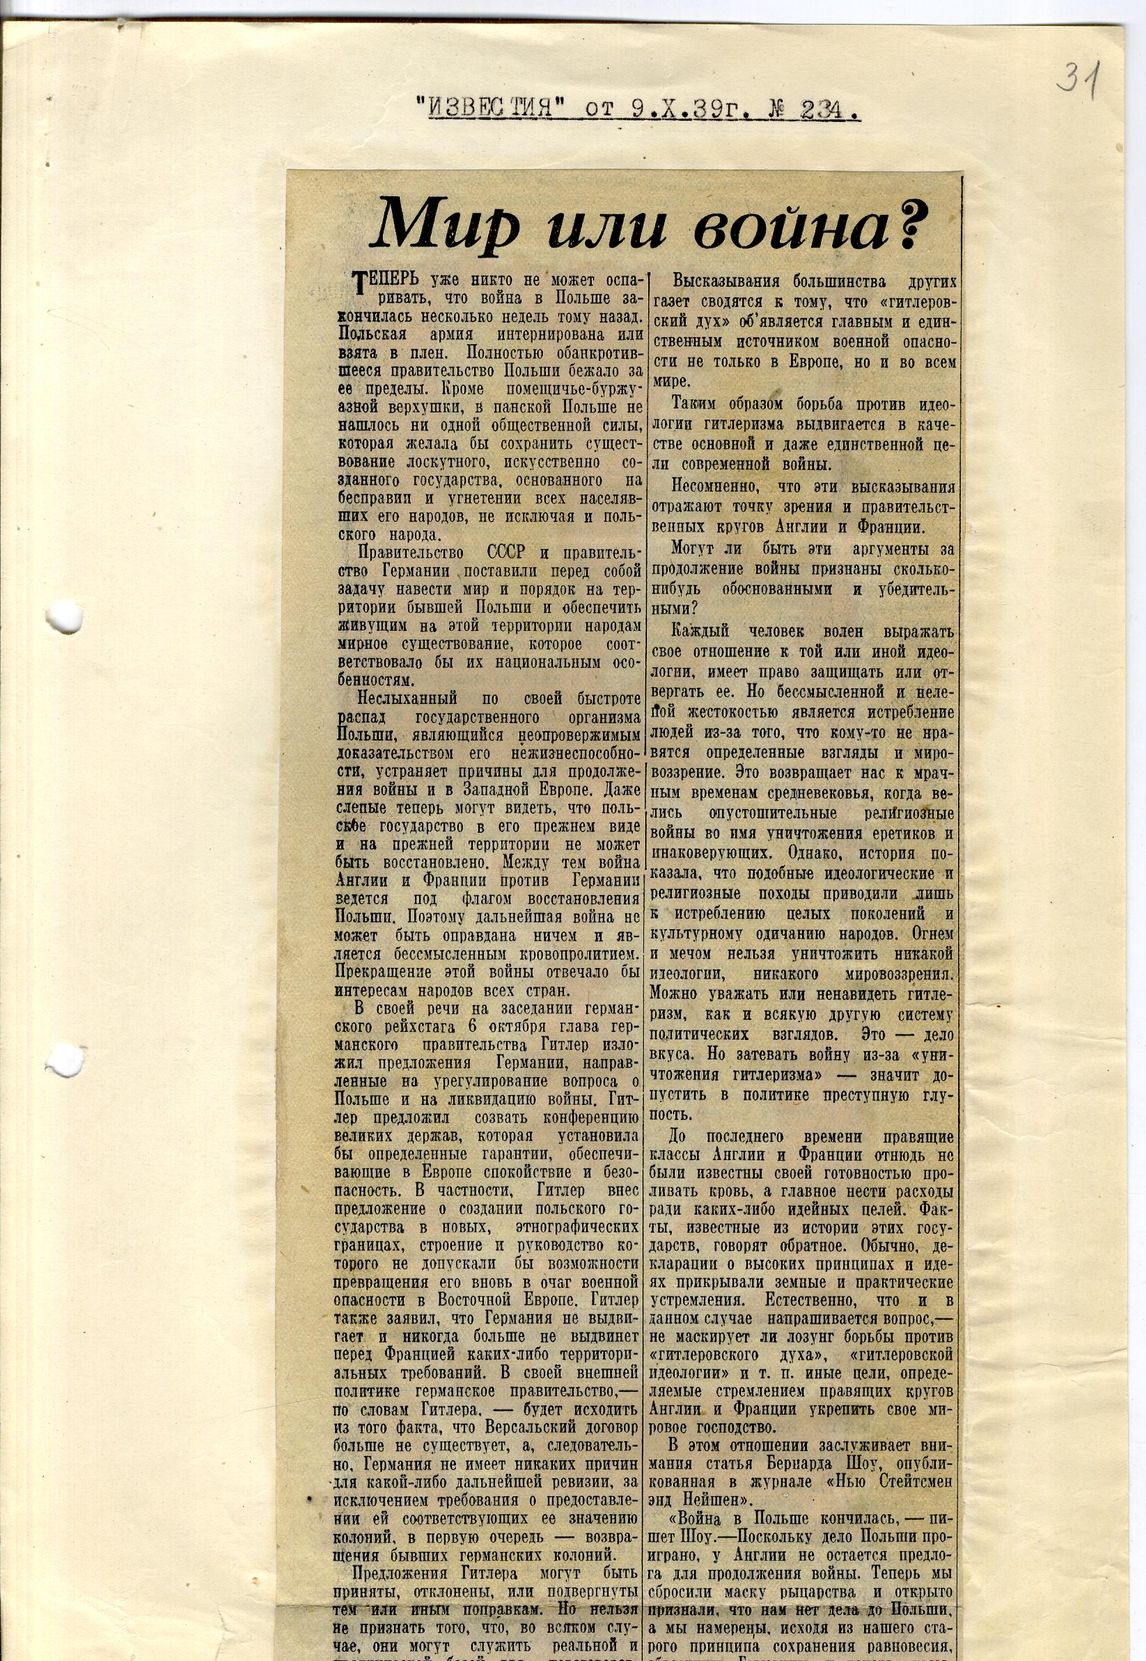 31
"ИЗВЕСТИЯ" от 9.X.39г. № 234.
Мир или война?
ТЕПЕРЬ уже никто не может оспа-
ривать, что война в Польше за-
кончилась несколько недель тому назад.
Польская армия интернирована или
взята в плен. Полностью обанкротив-
шееся правительство Польши бежало за
ее пределы. Кроме помещичье-буржу-
азной верхушки, в панской Польше не
нашлось ни одной общественной силы,
которая желала бы сохранить сущест-
вование лоскутного, искусственно со-
зданного государства, основанного на
бесправии и угнетении всех населяв-
ших его народов, не исключая и поль-
ского народа.
Правительство СССР и правитель-
ство Германии поставили перед собой
задачу навести мир и порядок на тер-
ритории бывшей Польши и обеспечить
живущим на этой территории народам
мирное существование, которое соот-
ветствовало бы их национальным осо-
бенностям.
Неслыханный по своей быстроте
распад государственного организма
Польши, являющийся неопровержимым
доказательством его нежизнеспособно-
сти, устраняет причины для продолже-
ния войны и в Западной Европе. Даже
слепые теперь могут видеть, что поль-
ское государство в его прежнем виде
и на прежней территории не может
быть восстановлено. Между тем война
Англии и Франции против Германии
ведется под флагом восстановления
Польши. Поэтому дальнейшая война не
может быть оправдана ничем и яв-
ляется бессмысленным кровопролитием.
Прекращение этой войны отвечало бы
интересам народов всех стран.
В своей речи на заседании герман-
ского рейхстага 6 октября глава гер-
манского правительства Гитлер изло-
жил предложения Германии, направ-
ленные на урегулирование вопроса о
Польше и на ликвидацию войны. Гит-
лер предложил созвать конференцию
великих держав, которая установила
бы определенные гарантии, обеспечи-
вающие в Европе спокойствие и безо-
пасность. В частности, Гитлер внес
предложение о создании польского го-
сударства в новых, этнографических
границах, строение и руководство ко-
торого не допускали бы возможности
превращения его вновь в очаг военной
опасности в Восточной Европе. Гитлер
также заявил, что Германия не выдви-
гает и никогда больше не выдвинет
перед Францией каких-либо территори-
альных требований. В своей внешней
политике германское правительство,—
по словам Гитлера, — будет исходить
из того факта, что Версальский договор
больше не существует, а, следователь-
но, Германия не имеет никаких причин
для какой-либо дальнейшей ревизии, за
исключением требования о предоставле-
нии ей соответствующих ее значению
колоний, в первую очередь — возвра-
щения бывших германских колоний.
Предложения Гитлера могут быть
приняты, отклонены, или подвергнуты
тем или иным поправкам. Но нельзя
не признать того, что, во всяком слу-
чае, они могут служить реальной и
Высказывания большинства других
газет сводятся к тому, что «гитлеров-
ский дух» об'является главным и един-
ственным источником военной опасно-
сти не только в Европе, но и во всем
мире.
Таким образом борьба против идео-
логии гитлеризма выдвигается в каче-
стве основной и даже единственной це-
ли современной войны.
Несомненно, что эти высказывания
отражают точку зрения и правительст-
венных кругов Англии и Франции.
Могут ли быть эти аргументы за
продолжение войны признаны сколько-
нибудь обоснованными и убедитель-
ными?
Каждый человек волен выражать
свое отношение к той или иной идео-
логии, имеет право защищать или от-
вергать ее. Но бессмысленной и неле-
пой жестокостью является истребление
людей из-за того, что кому-то не нра-
вятся определенные взгляды и миро-
воззрение. Это возвращает нас к мрач-
ным временам средневековья, когда ве-
лись опустошительные религиозные
войны во имя уничтожения еретиков и
инаковерующих. Однако, история по-
казала, что подобные идеологические и
религиозные походы приводили лишь
к истреблению целых поколений и
культурному одичанию народов. Огнем
и мечом нельзя уничтожить никакой
идеологии, никакого мировоззрения.
Можно уважать или ненавидеть гитле-
ризм, как и всякую другую систему
политических взглядов. Это — дело
вкуса. Но затевать войну из-за «уни-
чтожения гитлеризма» — значит до-
пустить в политике преступную глу-
пость.
До последнего времени правящие
классы Англии и Франции отнюдь не
были известны своей готовностью про-
ливать кровь, а главное нести расходы
ради каких-либо идейных целей. Фак-
ты, известные из истории этих госу-
дарств, говорят обратное. Обычно, де-
кларации о высоких принципах и иде-
ях прикрывали земные и практические
устремления. Естественно, что и в
данном случае напрашивается вопрос,—
не маскирует ли лозунг борьбы против
«гитлеровского духа», «гитлеровской
идеологии» и т. п. иные цели, опреде-
ляемые стремлением правящих кругов
Англии и Франции укрепить свое ми-
ровое господство.
В этом отношении заслуживает вни-
мания статья Бернарда Шоу, опубли-
кованная в журнале «Нью Стейтсмен
энд Нейшен».
«Война в Польше кончилась, — пи-
шет Шоу.—Поскольку дело Польши про-
играно, у Англии не остается предло-
га для продолжения войны. Теперь мы
сбросили маску рыцарства и открыто
признали, что нам нет дела до Польши,
а мы намерены, исходя из нашего ста-
рого принципа сохранения равновесия,